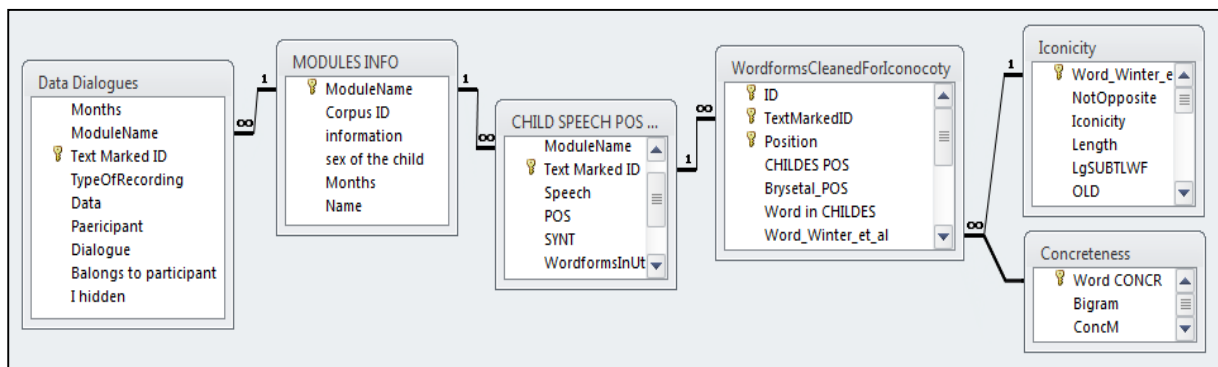 Data Dialogues
Months
ModuleName
Text Marked ID
TypeOfRecording
Data
Paericipant
Dialogue
Balongs to participant
I hidden
∞
1
MODULES INFO
ModuleName
Corpus ID
information
sex of the child
Months
Name
1
∞
CHILD SPEECH POS ...
ModuleName
Text Marked ID
Speech
POS
SYNT
WordformsInUt
1
∞
WordformsCleanedForIconocoty
ID
TextMarkedID
Position
CHILDES POS
Brysetal_POS
Word in CHILDES
Word_Winter_et_al
∞
1
Iconicity
Word_Winter_e
NotOpposite
Iconicity
Length
LgSUBTLWF
OLD
Concreteness
Word CONCR
Bigram
ConcM